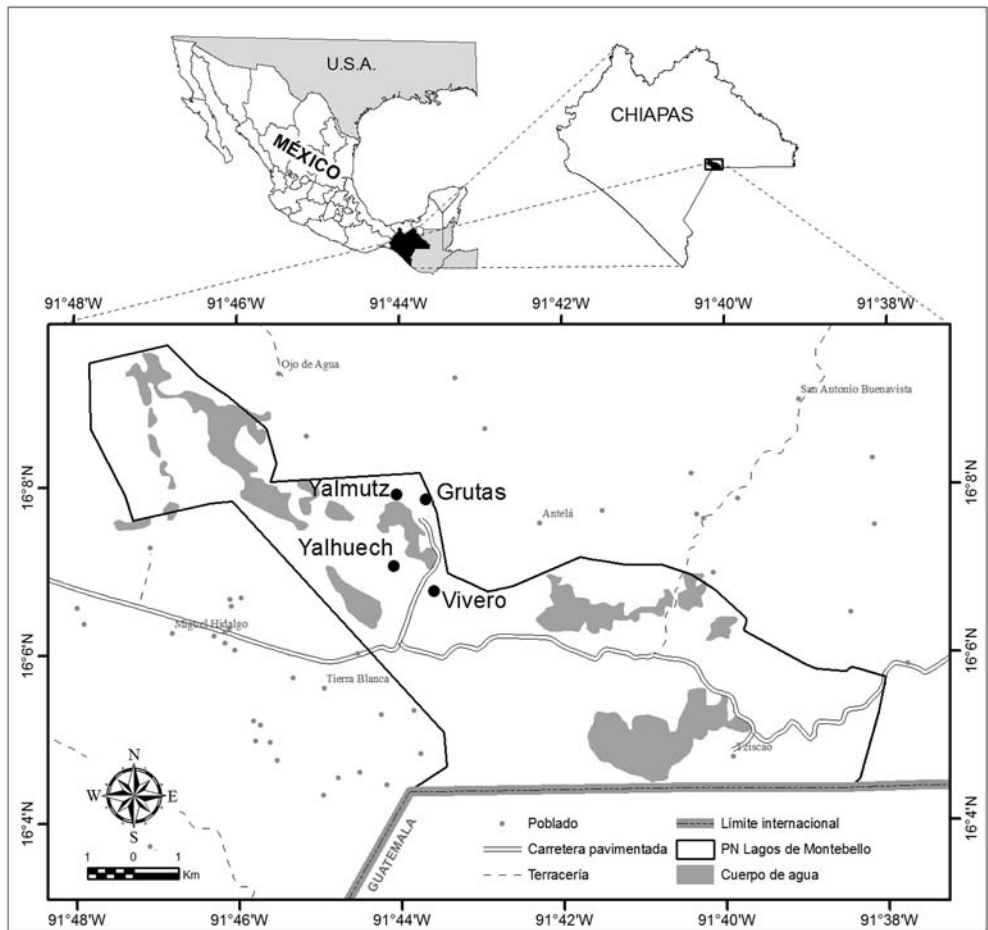 U.S.A.
MÉXICO
CHIAPAS
91°48'W 91°46'W 91°44'W 91°42'W 91°40'W 91°38'W
Ojo de Agua
San Antonio Buenavista
16°8'N
16°8'N
Yalmutz
Grutas
Antelá
Yalhuech
Vivero
Miguel Hidalgo
16°6'N
16°6'N
Tierra Blanca
Tziscao
N
W E
S
16°4'N
16°4'N
GUATEMALA
1 0 1
Km
Poblado
Carretera pavimentada
Terracería
Límite internacional
PN Lagos de Montebello
Cuerpo de agua
91°48'W 91°46'W 91°44'W 91°42'W 91°40'W 91°38'W